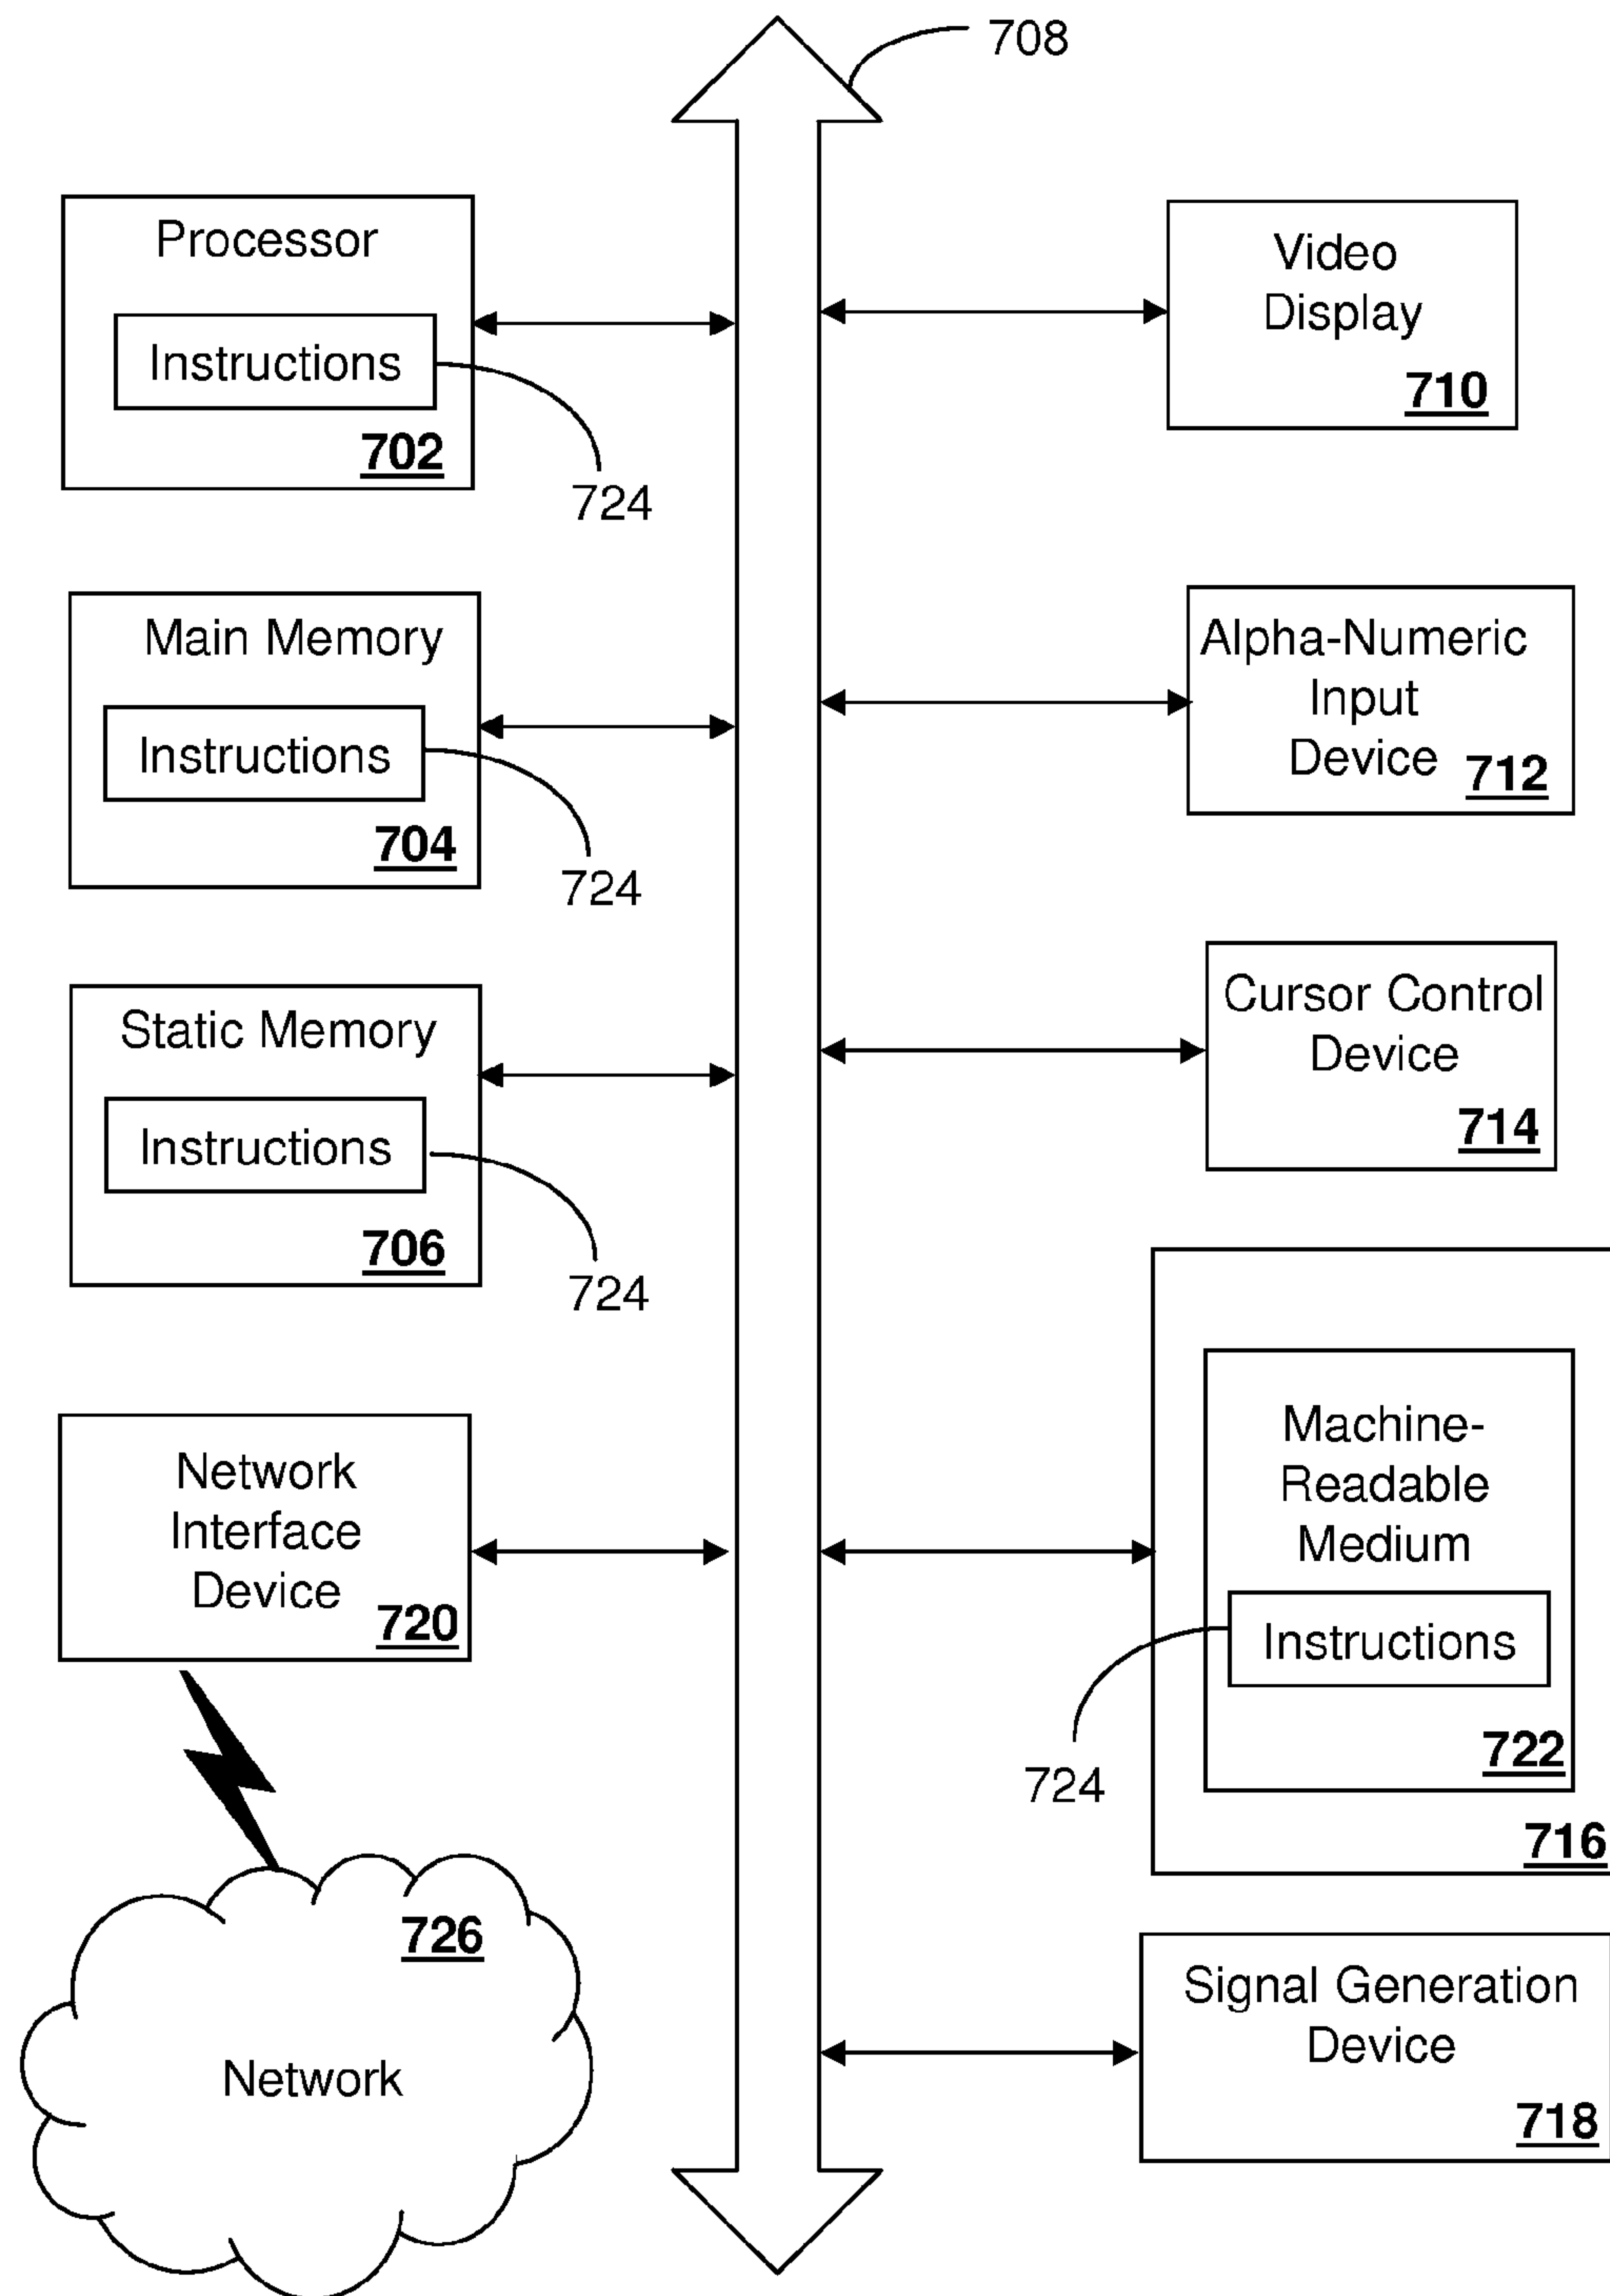 708
Processor
Instructions
702
724
Main Memory
Instructions
704
724
Static Memory
Instructions
706
724
Network
Interface
Device
720
726
Network
Video
Display
710
Alpha-Numeric
Input
Device
712
Cursor Control
Device
714
Machine-
Readable
Medium
Instructions
722
724
716
Signal Generation
Device
718